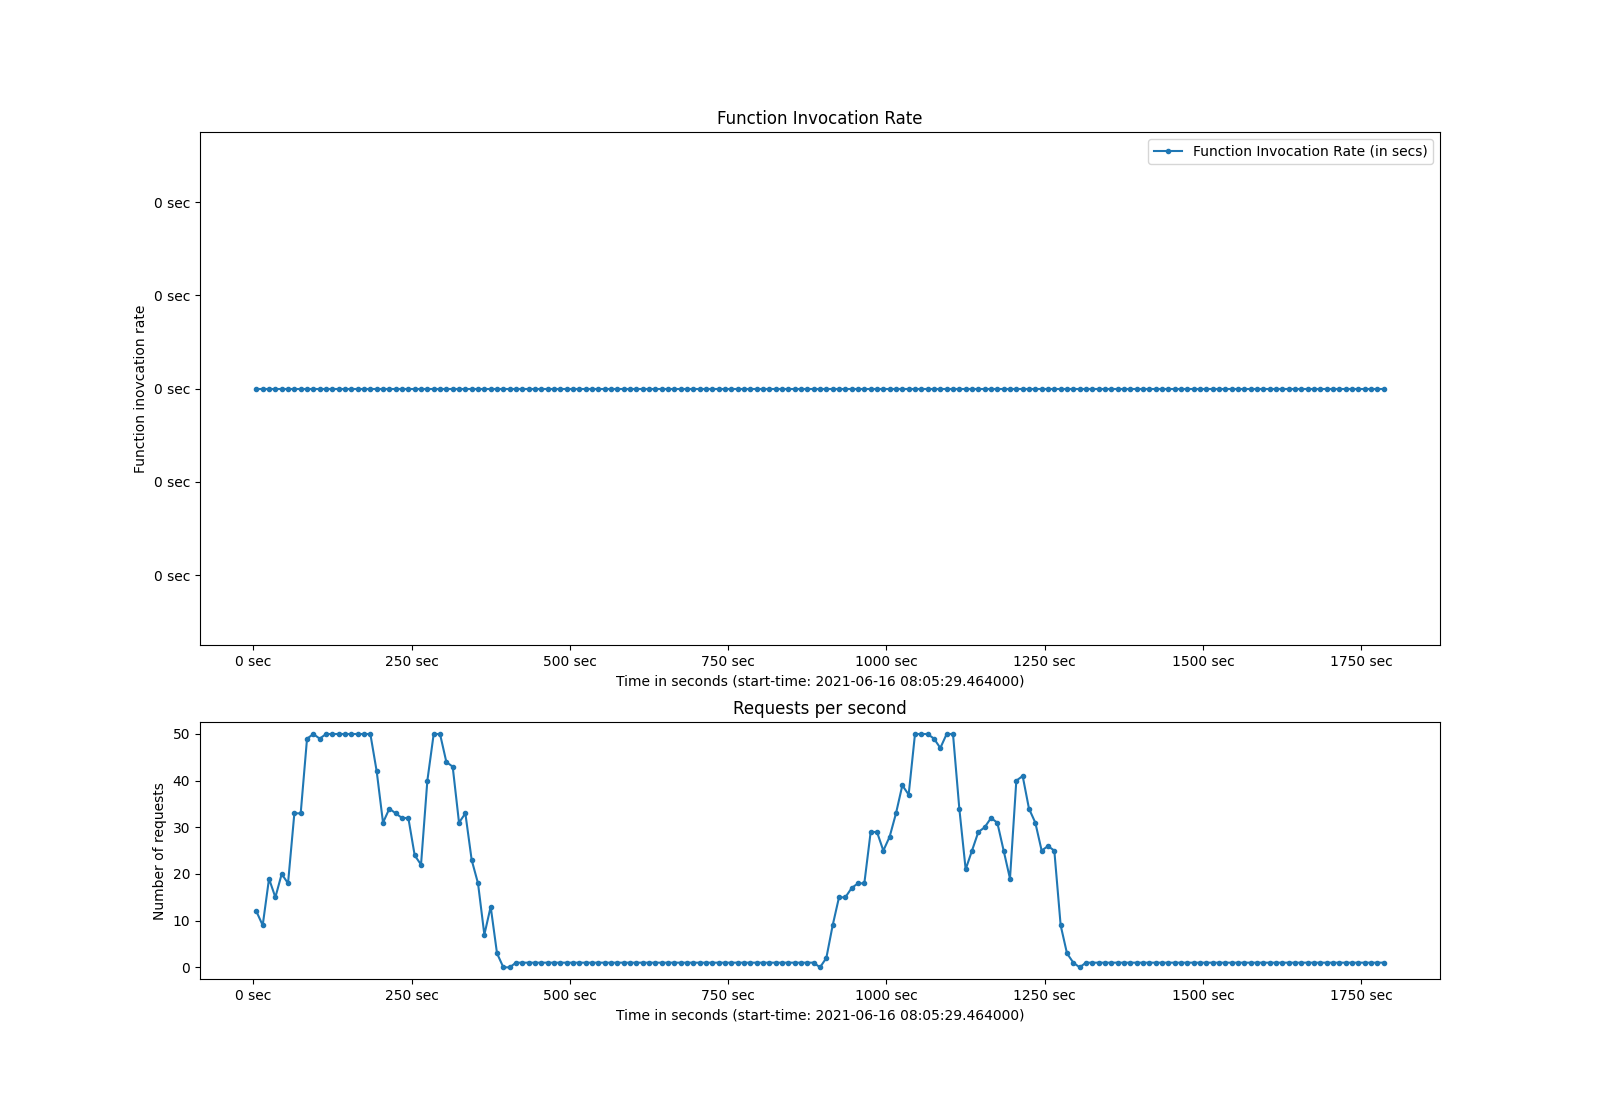 Function Invocation Rate
Function Invocation Rate (in secs)
0 sec
0 sec
0 sec
0 sec
0 sec
Function inovcation rate
0 sec 250 sec 500 sec 750 sec 1000 sec 1250 sec 1500 sec 1750 sec
Time in seconds (start-time: 2021-06-16 08:05:29.464000)
Requests per second
50
40
30
20
10
0
Number of requests
0 sec 250 sec 500 sec 750 sec 1000 sec 1250 sec 1500 sec 1750 sec
Time in seconds (start-time: 2021-06-16 08:05:29.464000)